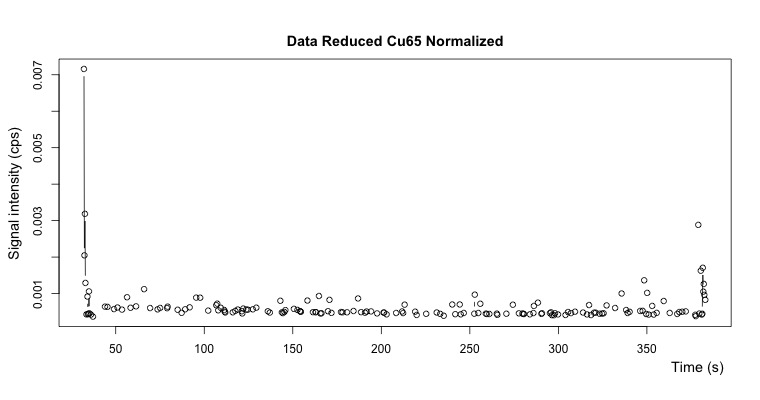 Data Reduced Cu65 Normalized
Signal intensity (cps)
0.007
0.005
0.003
0.001
50 100 150 200 250 300 350
Time (s)